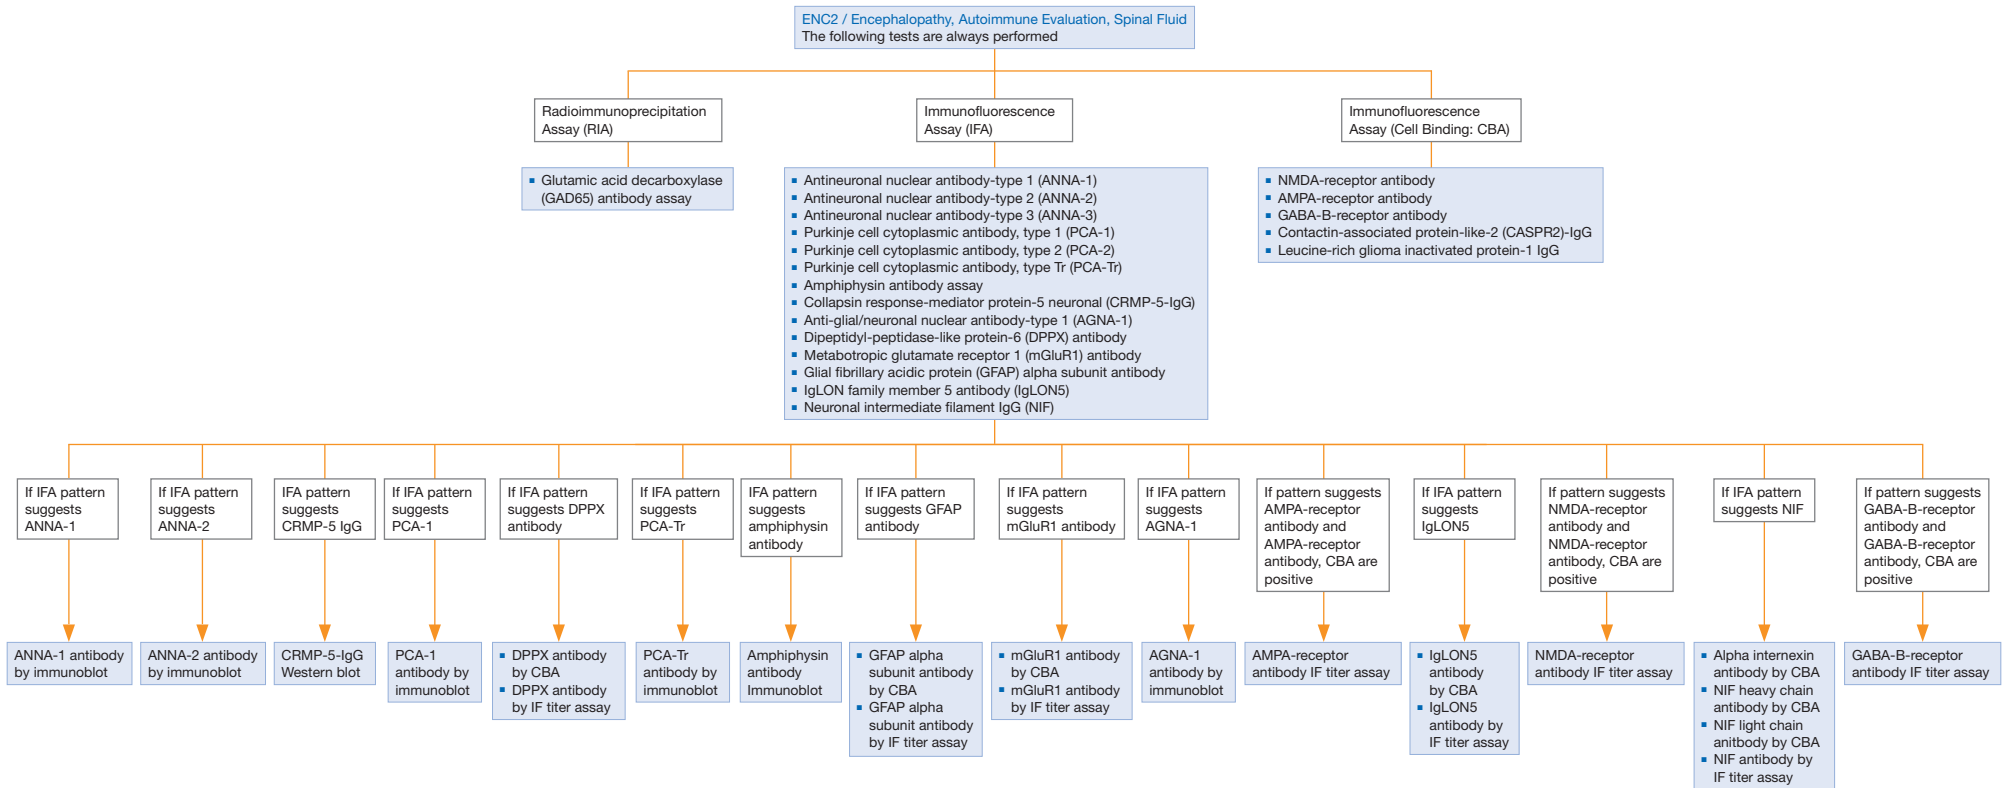 ENC2 / Encephalopathy, Autoimmune Evaluation, Spinal Fluid
The following tests are always performed
Radioimmunoprecipitation
Assay (RIA)
Immunofluorescence
Assay (IFA)
Immunofluorescence
Assay (Cell Binding: CBA)
▪ Glutamic acid decarboxylase
(GAD65) antibody assay
▪ Antineuronal nuclear antibody-type 1 (ANNA-1)
▪ Antineuronal nuclear antibody-type 2 (ANNA-2)
▪ Antineuronal nuclear antibody-type 3 (ANNA-3)
▪ Purkinje cell cytoplasmic antibody, type 1 (PCA-1)
▪ Purkinje cell cytoplasmic antibody, type 2 (PCA-2)
▪ Purkinje cell cytoplasmic antibody, type Tr (PCA-Tr)
▪ Amphiphysin antibody assay
▪ Collapsin response-mediator protein-5 neuronal (CRMP-5-IgG)
▪ Anti-glial/neuronal nuclear antibody-type 1 (AGNA-1)
▪ Dipeptidyl-peptidase-like protein-6 (DPPX) antibody
▪ Metabotropic glutamate receptor 1 (mGluR1) antibody
▪ Glial fibrillary acidic protein (GFAP) alpha subunit antibody
▪ IgLON family member 5 antibody (IgLON5)
▪ Neuronal intermediate filament IgG (NIF)
▪ NMDA-receptor antibody
▪ AMPA-receptor antibody
▪ GABA-B-receptor antibody
▪ Contactin-associated protein-like-2 (CASPR2)-IgG
▪ Leucine-rich glioma inactivated protein-1 IgG
If IFA pattern
suggests
ANNA-1
If IFA pattern
suggests
ANNA-2
IFA pattern
suggests
CRMP-5 IgG
If IFA pattern
suggests
PCA-1
If IFA pattern
suggests DPPX
antibody
If IFA pattern
suggests
PCA-Tr
IFA pattern
suggests
amphiphysin
antibody
If IFA pattern
suggests GFAP
antibody
If IFA pattern
suggests
mGluR1 antibody
IFA pattern
suggests
AGNA-1
If pattern suggests
AMPA-receptor
antibody and
AMPA-receptor
antibody, CBA are
positive
If IFA pattern
suggests
IgLON5
If pattern suggests
NMDA-receptor
antibody and
NMDA-receptor
antibody, CBA are
positive
If IFA pattern
suggests NIF
If pattern suggests
GABA-B-receptor
antibody and
GABA-B-receptor
antibody, CBA are
positive
ANNA-1 antibody
by immunoblot
ANNA-2 antibody
by immunoblot
CRMP-5-IgG
Western blot
PCA-1
antibody by
immunoblot
▪ DPPX antibody
by CBA
▪ DPPX antibody
by IF titer assay
PCA-Tr
antibody by
immunoblot
Amphiphysin
antibody
Immunoblot
▪ GFAP alpha
subunit antibody
by CBA
▪ GFAP alpha
subunit antibody
by IF titer assay
▪ mGluR1 antibody
by CBA
▪ mGluR1 antibody
by IF titer assay
AGNA-1
antibody by
immunoblot
AMPA-receptor
antibody IF titer assay
▪ IgLON5
antibody
by CBA
▪ IgLON5
antibody by
IF titer assay
NMDA-receptor
antibody IF titer assay
▪ Alpha internexin
antibody by CBA
▪ NIF heavy chain
antibody by CBA
▪ NIF light chain
anitbody by CBA
▪ NIF antibody by
IF titer assay
GABA-B-receptor
antibody IF titer assay